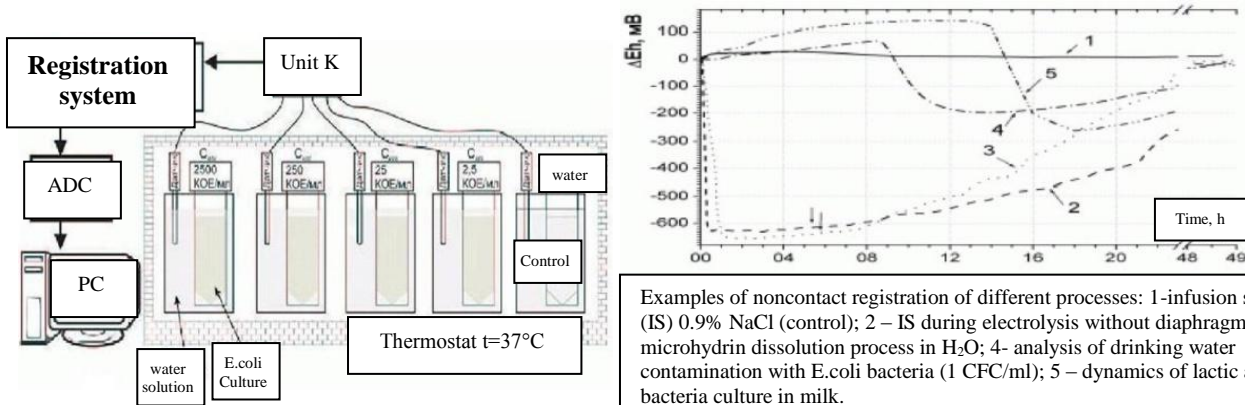 Registration
system
Unit K
ADC
PC
2500
КОЕ/мл
250
КОЕ/мл
25
КОЕ/мл
2,5
КОЕ/мл
water
Control
Thermostat t=37°C
water
solution
E.coli
Culture
ΔEh, мВ
100
0
-100
-200
-300
-400
-500
-600
1
5
4
3
2
Time, h
00 04 08 12 16 20 48 49
Examples of noncontact registration of different processes: 1-infusion
(IS) 0.9% NaCl (control); 2 – IS during electrolysis without diaphragm
microhydrin dissolution process in H₂O; 4- analysis of drinking water
contamination with E.coli bacteria (1 CFC/ml); 5 – dynamics of lactic
bacteria culture in milk.